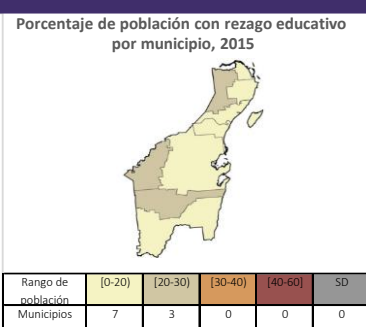 Porcentaje de población con rezago educativo
por municipio, 2015
Rango de
población
[0-20) [20-30) [30-40) [40-60] SD
Municipios 7 3 0 0 0